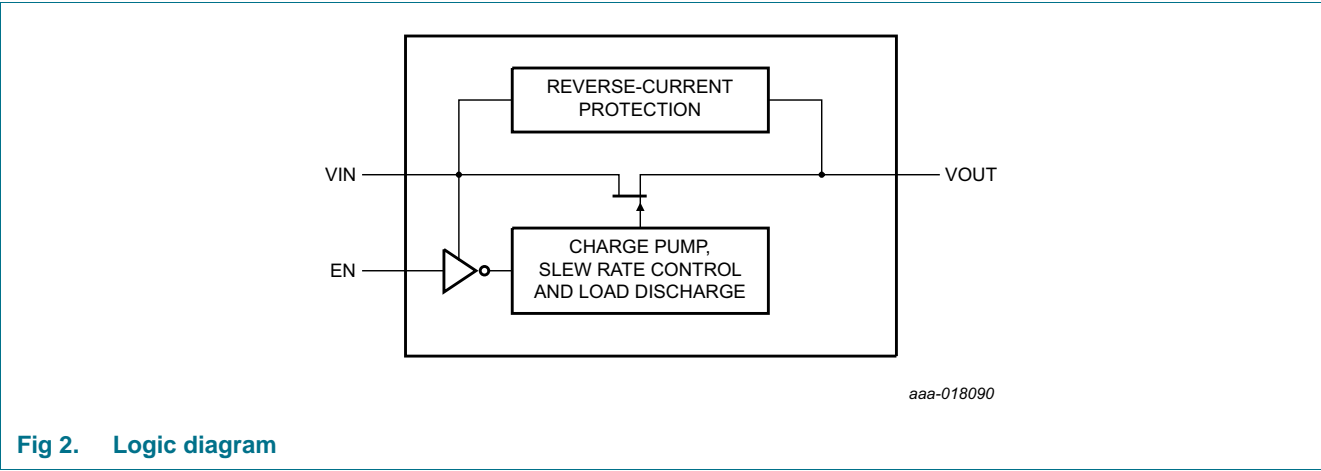 REVERSE-CURRENT
PROTECTION
VIN
VOUT
EN
CHARGE PUMP,
SLEW RATE CONTROL
AND LOAD DISCHARGE
aaa-018090
Fig 2. Logic diagram